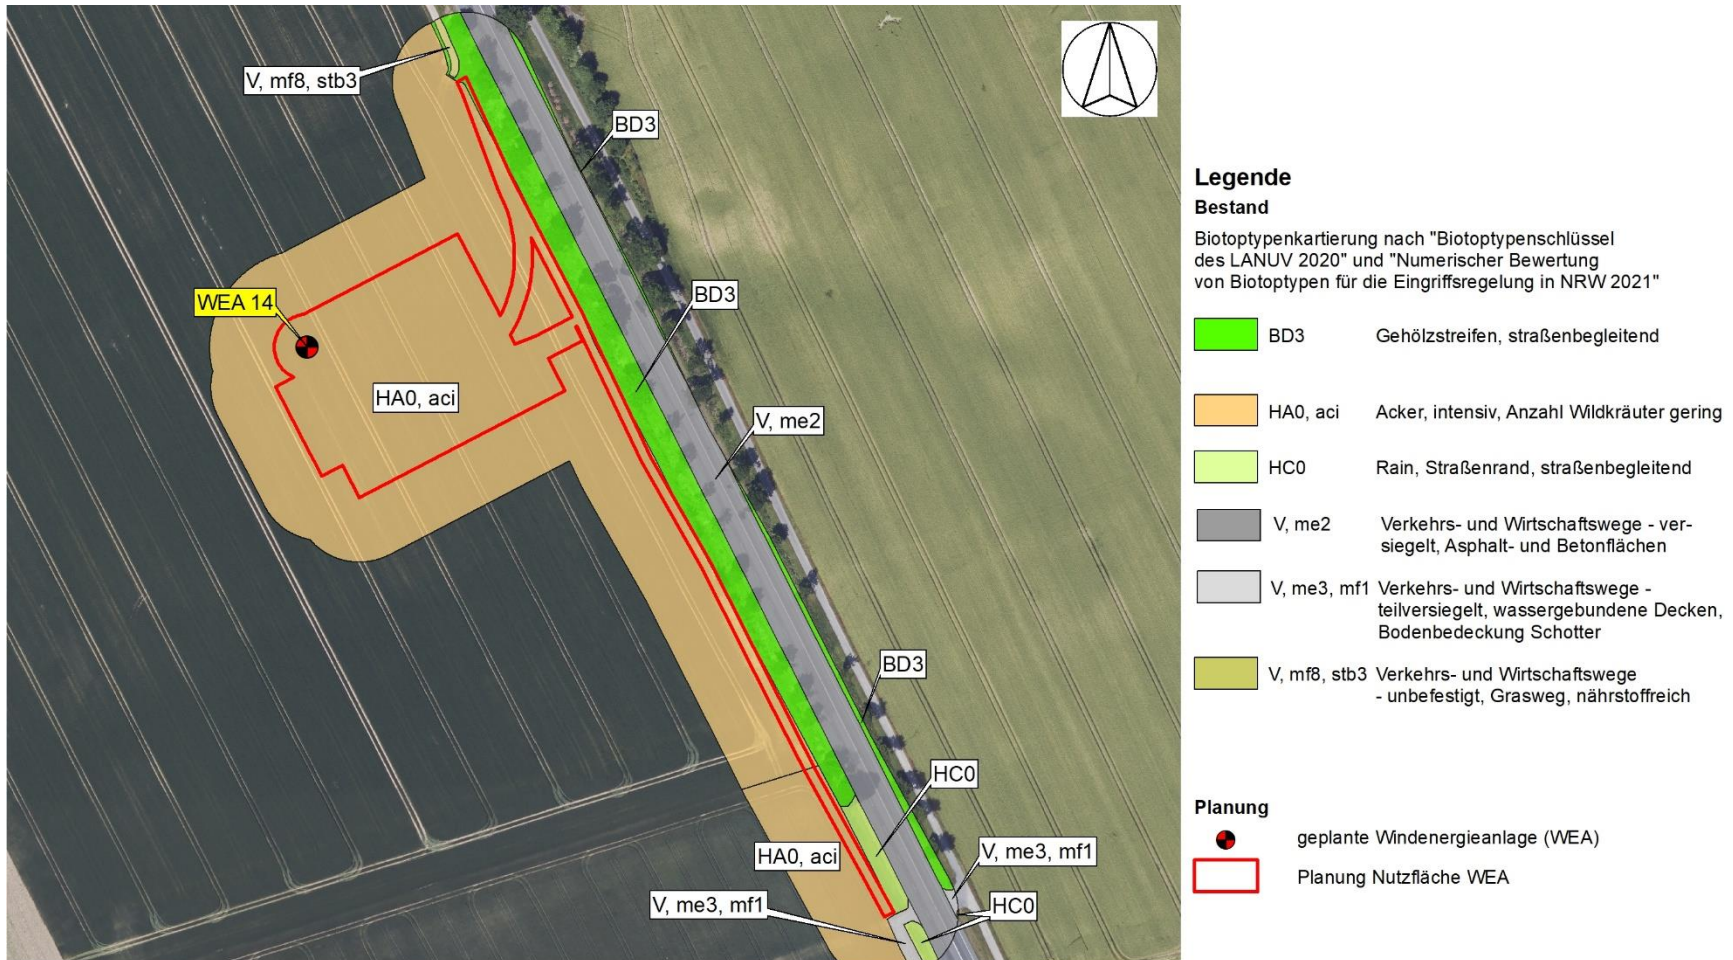 V, mf8, stb3
BD3
BD3
WEA 14
HA0, aci
V, me2
BD3
HC0
HA0, aci
V, me3, mf1
V, me3, mf1
HC0
Legende
Bestand
Biotoptypenkartierung nach "Biotoptypenschlüssel
des LANUV 2020" und "Numerischer Bewertung
von Biotoptypen für die Eingriffsregelung in NRW 2021"
BD3 Gehölzstreifen, straßenbegleitend
HA0, aci Acker, intensiv, Anzahl Wildkräuter gering
HC0 Rain, Straßenrand, straßenbegleitend
V, me2 Verkehrs- und Wirtschaftswege - ver-
siegelt, Asphalt- und Betonflächen
V, me3, mf1 Verkehrs- und Wirtschaftswege -
teilversiegelt, wassergebundene Decken,
Bodenbedeckung Schotter
V, mf8, stb3 Verkehrs- und Wirtschaftswege
- unbefestigt, Grasweg, nährstoffreich
Planung
geplante Windenergieanlage (WEA)
Planung Nutzfläche WEA